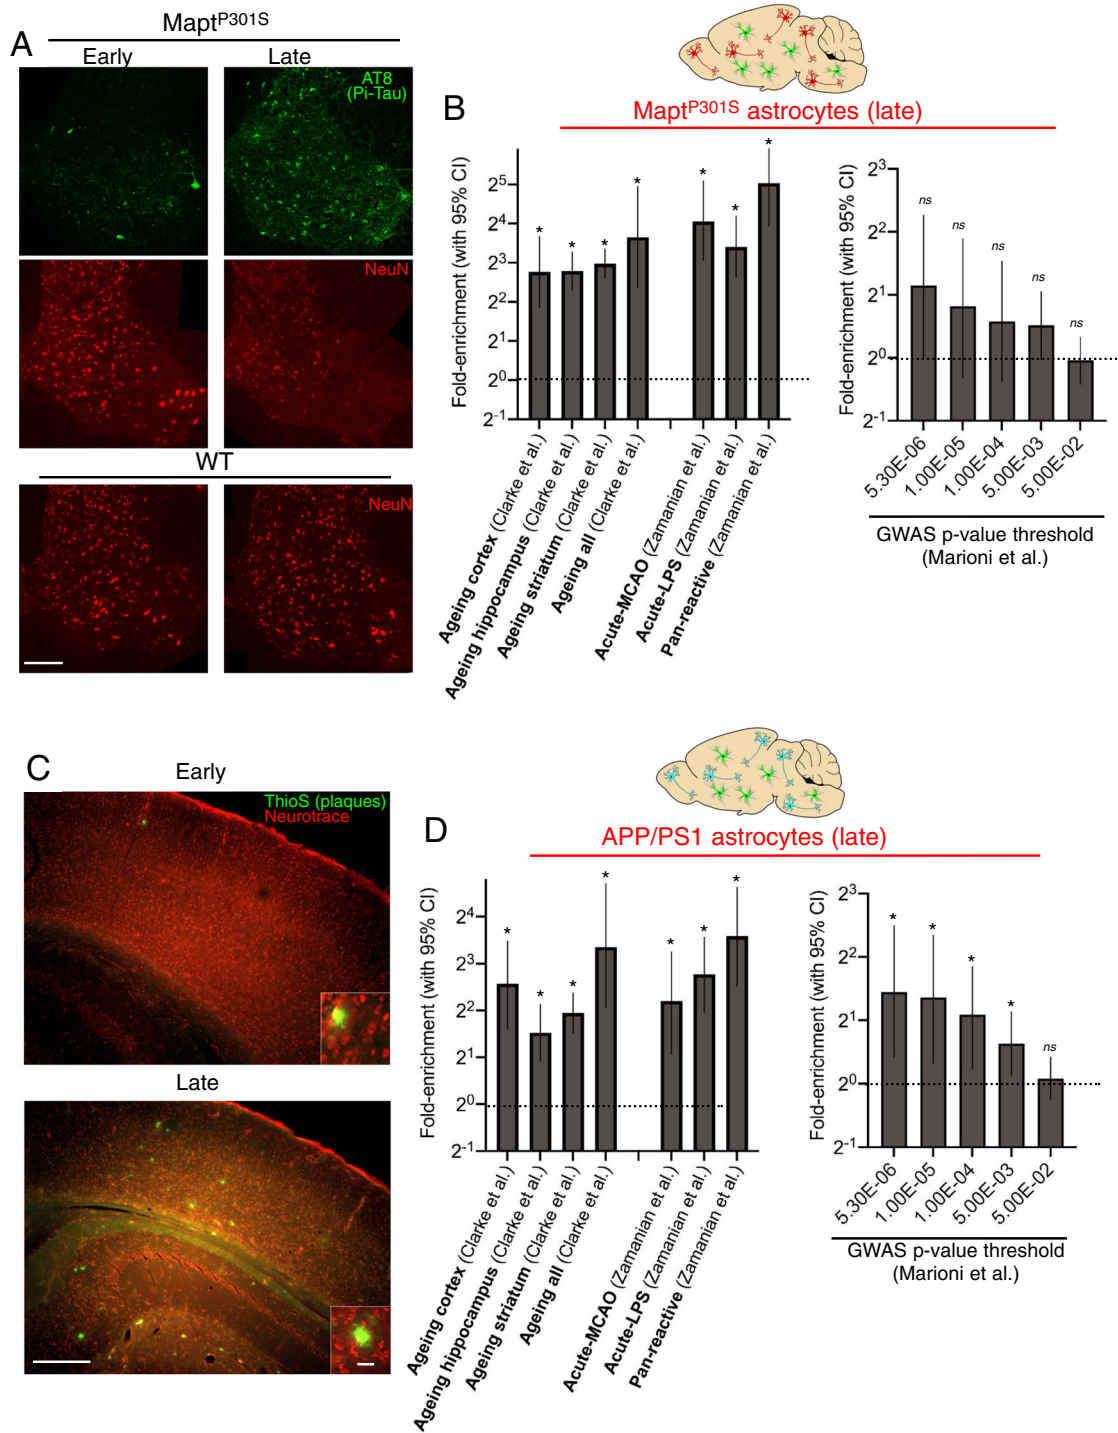 A
Mapt^P301S
Early
Late
AT8
(Pi-Tau)
NeuN
WT
NeuN
B
Mapt^P301S astrocytes (late)
Fold-enrichment (with 95% CI)
2^5
2^4
2^3
2^2
2^1
2^0
2^-1
*
*
*
*
*
*
*
Ageing cortex (Clarke et al.)
Ageing hippocampus (Clarke et al.)
Ageing striatum (Clarke et al.)
Ageing all (Clarke et al.)
Acute-MCAO (Zamanian et al.)
Acute-LPS (Zamanian et al.)
Pan-reactive (Zamanian et al.)
Fold-enrichment (with 95% CI)
2^3
2^2
2^1
2^0
2^-1
ns
ns
ns
ns
ns
5.30E-06
1.00E-05
1.00E-04
5.00E-03
5.00E-02
GWAS p-value threshold
(Marioni et al.)
C
Early
ThioS (plaques)
Neurotrace
Late
D
APP/PS1 astrocytes (late)
Fold-enrichment (with 95% CI)
2^4
2^3
2^2
2^1
2^0
2^-1
*
*
*
*
*
*
*
Ageing cortex (Clarke et al.)
Ageing hippocampus (Clarke et al.)
Ageing striatum (Clarke et al.)
Ageing all (Clarke et al.)
Acute-MCAO (Zamanian et al.)
Acute-LPS (Zamanian et al.)
Pan-reactive (Zamanian et al.)
Fold-enrichment (with 95% CI)
2^3
2^2
2^1
2^0
2^-1
*
*
*
*
ns
5.30E-06
1.00E-05
1.00E-04
5.00E-03
5.00E-02
GWAS p-value threshold
(Marioni et al.)